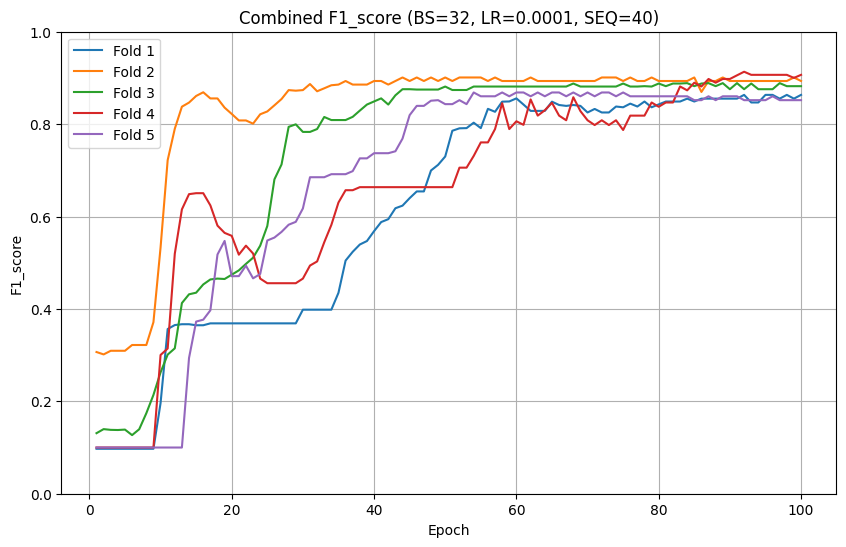 Combined F1_score (BS=32, LR=0.0001, SEQ=40)
Fold 1
Fold 2
Fold 3
Fold 4
Fold 5
F1_score
1.0
0.8
0.6
0.4
0.2
0.0
0 20 40 60 80 100
Epoch